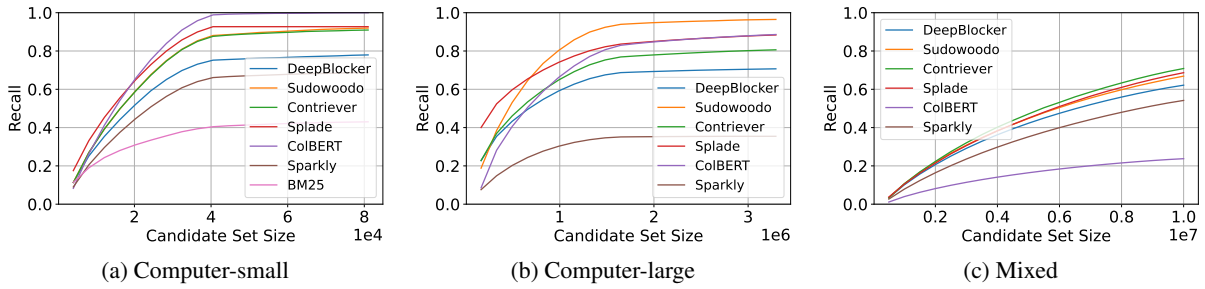 1.0
0.8
0.6
0.4
0.2
0.0
Recall
2 4 6 8
1e4
Candidate Set Size
DeepBlocker
Sudowoodo
Contriever
Splade
ColBERT
Sparkly
BM25
(a) Computer-small
1.0
0.8
0.6
0.4
0.2
0.0
Recall
1 2 3
1e6
Candidate Set Size
DeepBlocker
Sudowoodo
Contriever
Splade
ColBERT
Sparkly
(b) Computer-large
1.0
0.8
0.6
0.4
0.2
0.0
Recall
0.2 0.4 0.6 0.8 1.0
1e7
Candidate Set Size
DeepBlocker
Sudowoodo
Contriever
Splade
ColBERT
Sparkly
(c) Mixed